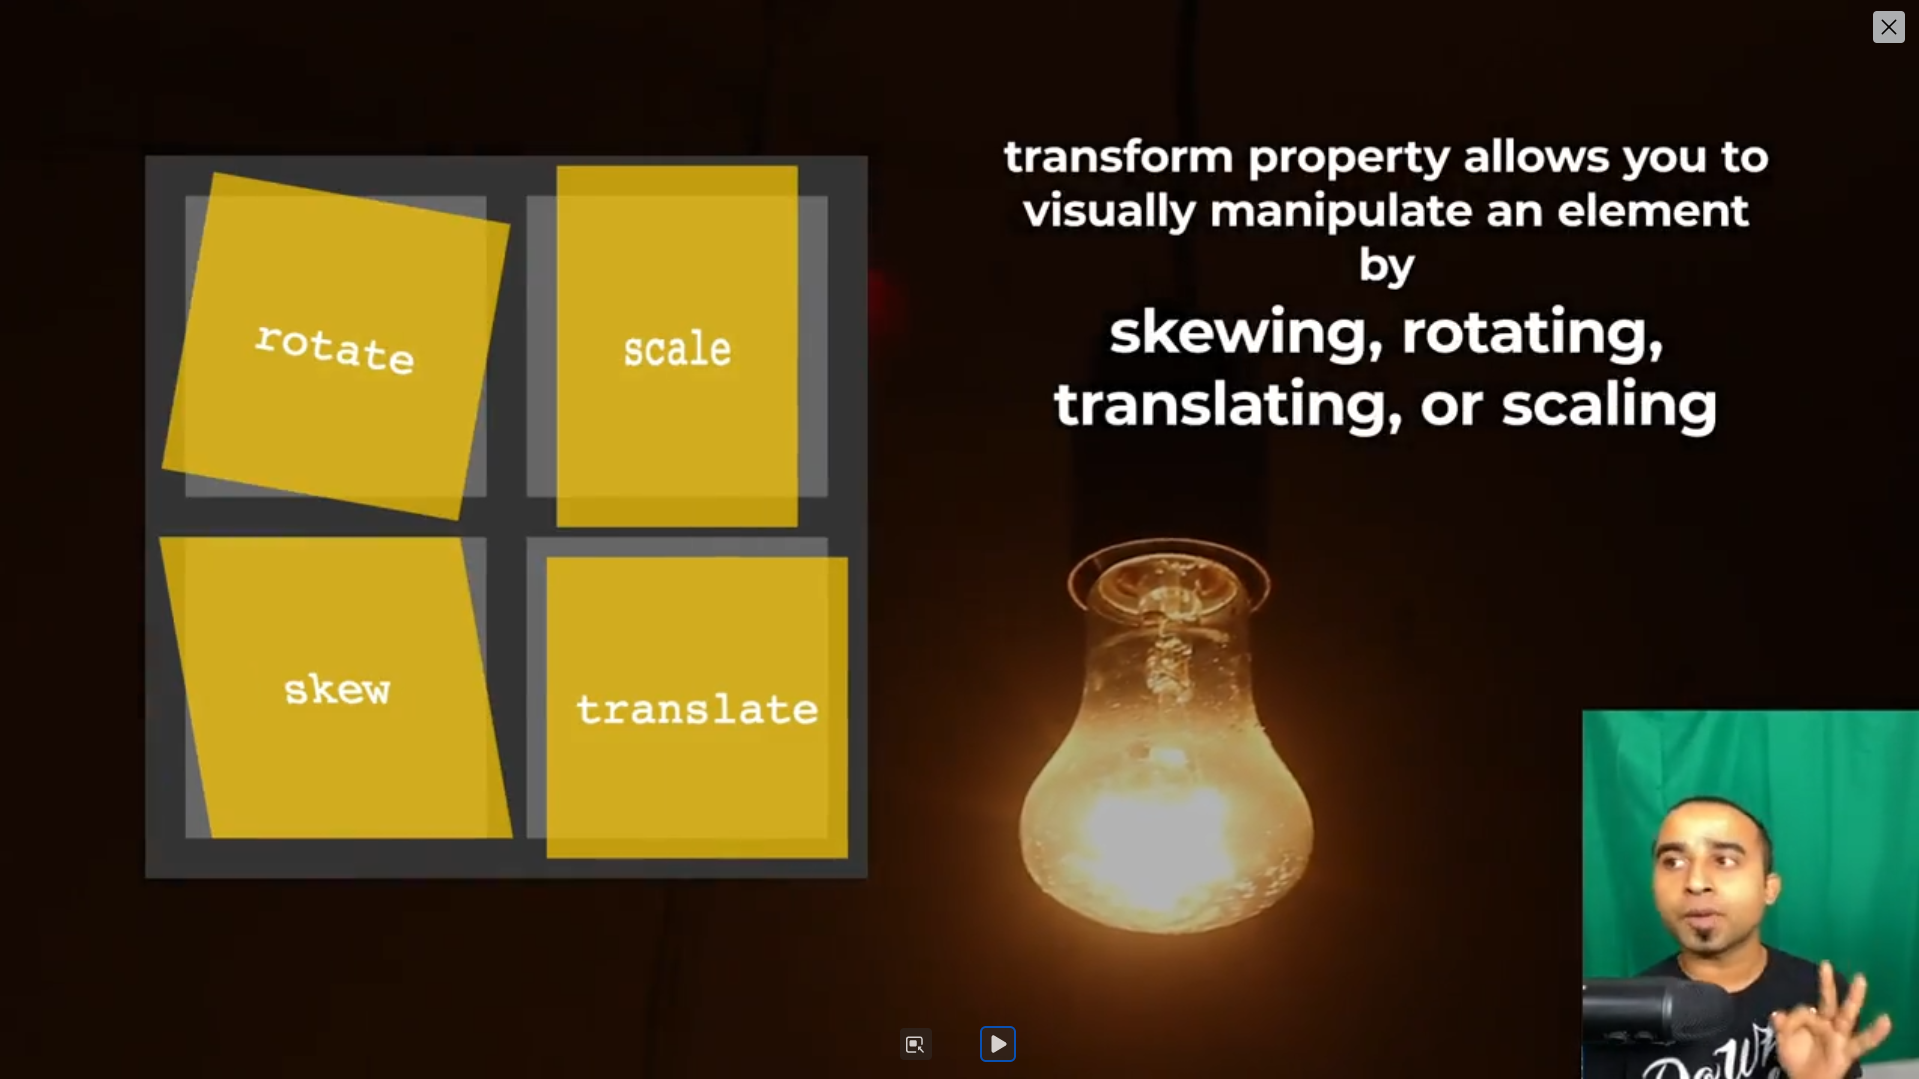 transform property allows you to
visually manipulate an element
by
skewing, rotating,
translating, or scaling
rotate
scale
skew
translate